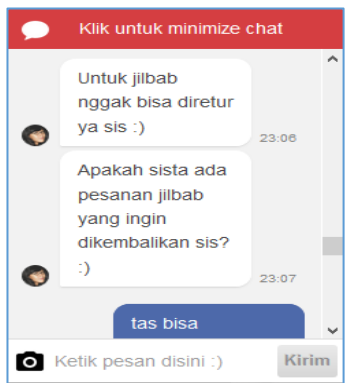 Klik untuk minimize chat
Untuk jilbab
nggak bisa diretur
ya sis :)
23:06
Apakah sista ada
pesanan jilbab
yang ingin
dikembalikan sis?
:)
23:07
tas bisa
Ketik pesan disini :)
Kirim